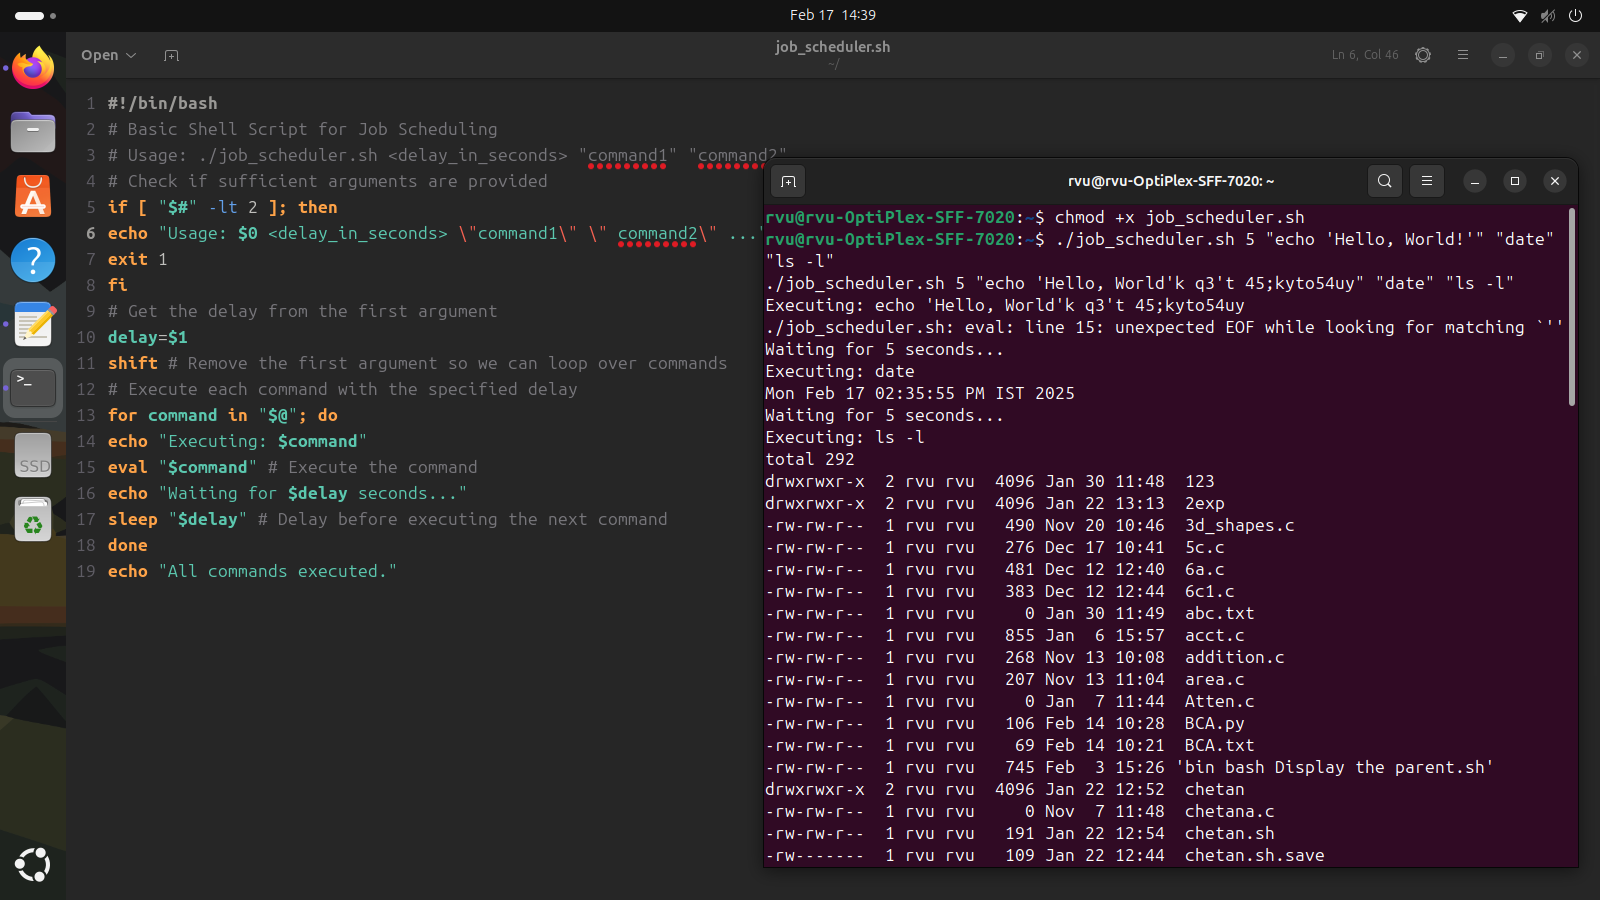 Feb 17 14:39
Open
job_scheduler.sh
~/
Ln 6, Col 46
1 #!/bin/bash
2 # Basic Shell Script for Job Scheduling
3 # Usage: ./job_scheduler.sh <delay_in_seconds> "command1" "command2"
4 # Check if sufficient arguments are provided
5 if [ "$#" -lt 2 ]; then
6 echo "Usage: $0 <delay_in_seconds> \"command1\" \" command2\" ..."
7 exit 1
8 fi
9 # Get the delay from the first argument
10 delay=$1
11 shift # Remove the first argument so we can loop over commands
12 # Execute each command with the specified delay
13 for command in "$@"; do
14 echo "Executing: $command"
15 eval "$command" # Execute the command
16 echo "Waiting for $delay seconds..."
17 sleep "$delay" # Delay before executing the next command
18 done
19 echo "All commands executed."
SSD
rvu@rvu-OptiPlex-SFF-7020: ~
rvu@rvu-OptiPlex-SFF-7020:~$ chmod +x job_scheduler.sh
rvu@rvu-OptiPlex-SFF-7020:~$ ./job_scheduler.sh 5 "echo 'Hello, World!'" "date"
"ls -l"
./job_scheduler.sh 5 "echo 'Hello, World'k q3't 45;kyto54uy" "date" "ls -l"
Executing: echo 'Hello, World'k q3't 45;kyto54uy
./job_scheduler.sh: eval: line 15: unexpected EOF while looking for matching `''
Waiting for 5 seconds...
Executing: date
Mon Feb 17 02:35:55 PM IST 2025
Waiting for 5 seconds...
Executing: ls -l
total 292
drwxrwxr-x 2 rvu rvu 4096 Jan 30 11:48 123
drwxrwxr-x 2 rvu rvu 4096 Jan 22 13:13 2exp
-rw-rw-r-- 1 rvu rvu 490 Nov 20 10:46 3d_shapes.c
-rw-rw-r-- 1 rvu rvu 276 Dec 17 10:41 5c.c
-rw-rw-r-- 1 rvu rvu 481 Dec 12 12:40 6a.c
-rw-rw-r-- 1 rvu rvu 383 Dec 12 12:44 6c1.c
-rw-rw-r-- 1 rvu rvu 0 Jan 30 11:49 abc.txt
-rw-rw-r-- 1 rvu rvu 855 Jan 6 15:57 acct.c
-rw-rw-r-- 1 rvu rvu 268 Nov 13 10:08 addition.c
-rw-rw-r-- 1 rvu rvu 207 Nov 13 11:04 area.c
-rw-rw-r-- 1 rvu rvu 0 Jan 7 11:44 Atten.c
-rw-rw-r-- 1 rvu rvu 106 Feb 14 10:28 BCA.py
-rw-rw-r-- 1 rvu rvu 69 Feb 14 10:21 BCA.txt
-rw-rw-r-- 1 rvu rvu 745 Feb 3 15:26 'bin bash Display the parent.sh'
drwxrwxr-x 2 rvu rvu 4096 Jan 22 12:52 chetan
-rw-rw-r-- 1 rvu rvu 0 Nov 7 11:48 chetana.c
-rw-rw-r-- 1 rvu rvu 191 Jan 22 12:54 chetan.sh
-rw------- 1 rvu rvu 109 Jan 22 12:44 chetan.sh.save